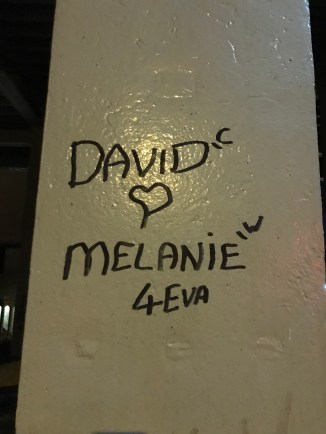 DAVID "C
♡
MELANIE "W
4EVA